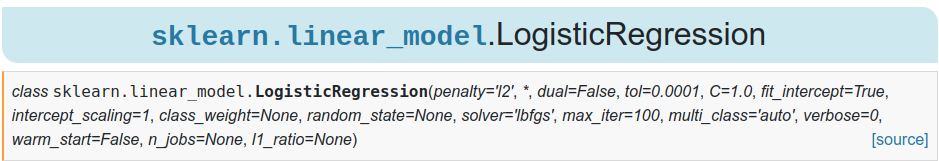 sklearn.linear_model.LogisticRegression
class sklearn.linear_model.LogisticRegression(penalty='l2', *, dual=False, tol=0.0001, C=1.0, fit_intercept=True,
intercept_scaling=1, class_weight=None, random_state=None, solver='lbfgs', max_iter=100, multi_class='auto', verbose=0,
warm_start=False, n_jobs=None, l1_ratio=None) [source]